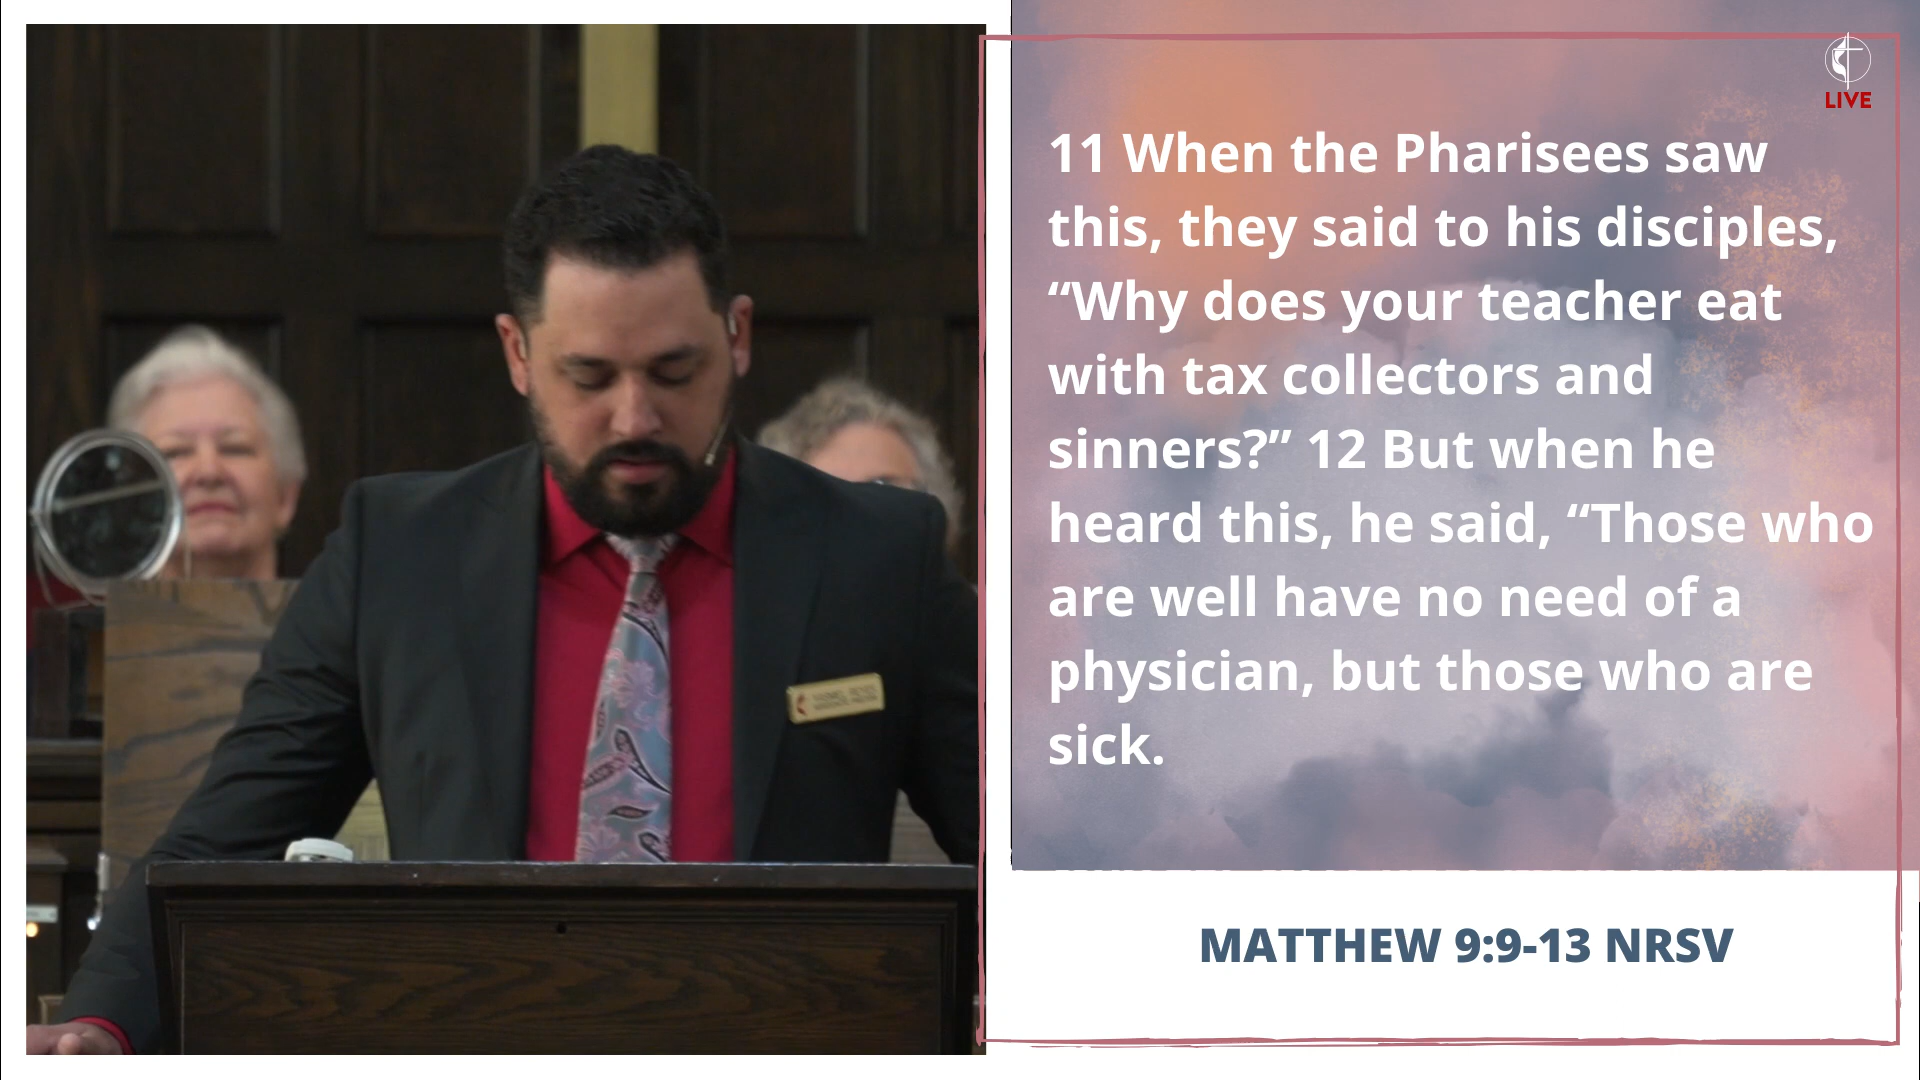 LIVE
11 When the Pharisees saw
this, they said to his disciples,
“Why does your teacher eat
with tax collectors and
sinners?” 12 But when he
heard this, he said, “Those who
are well have no need of a
physician, but those who are
sick.
MATTHEW 9:9-13 NRSV